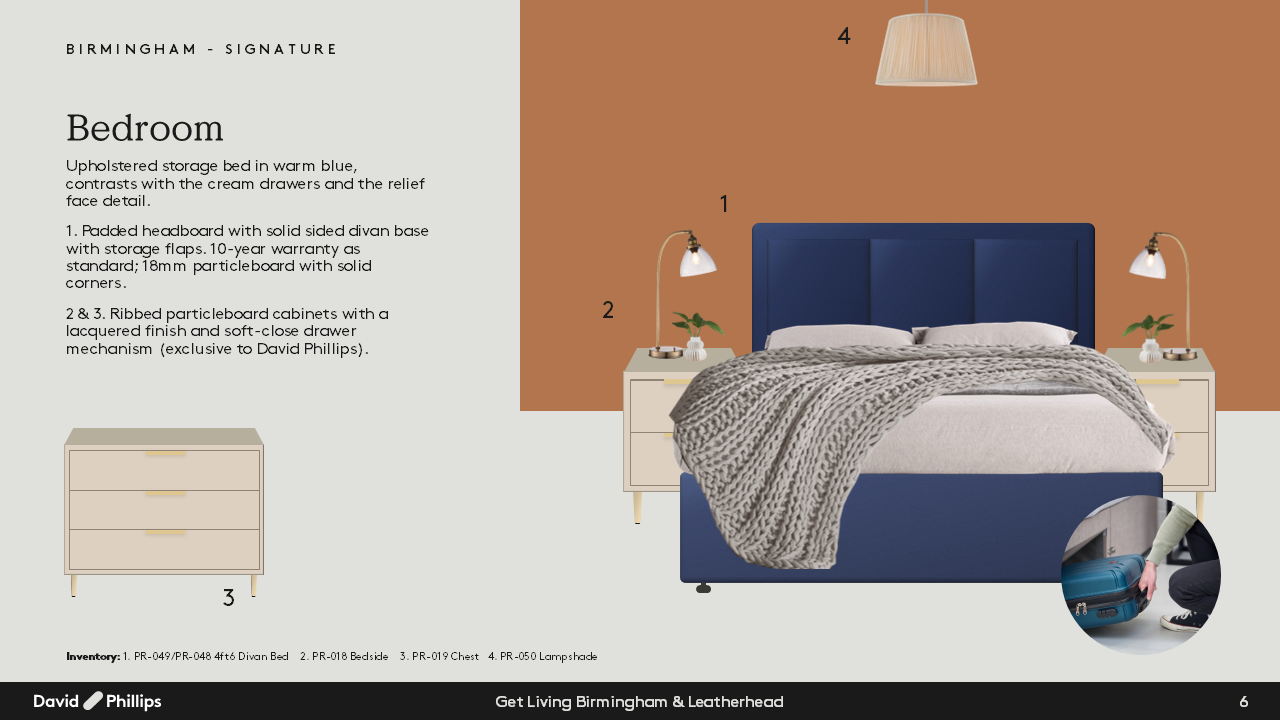 BIRMINGHAM - SIGNATURE
Bedroom
Upholstered storage bed in warm blue,
contrasts with the cream drawers and the relief
face detail.
1. Padded headboard with solid sided divan base
with storage flaps. 10-year warranty as
standard; 18mm particleboard with solid
corners.
2 & 3. Ribbed particleboard cabinets with a
lacquered finish and soft-close drawer
mechanism (exclusive to David Phillips).
4
1
2
3
Inventory: 1. PR-049/PR-048 4ft6 Divan Bed 2. PR-018 Bedside 3. PR-019 Chest 4. PR-050 Lampshade
David Phillips
Get Living Birmingham & Leatherhead
6